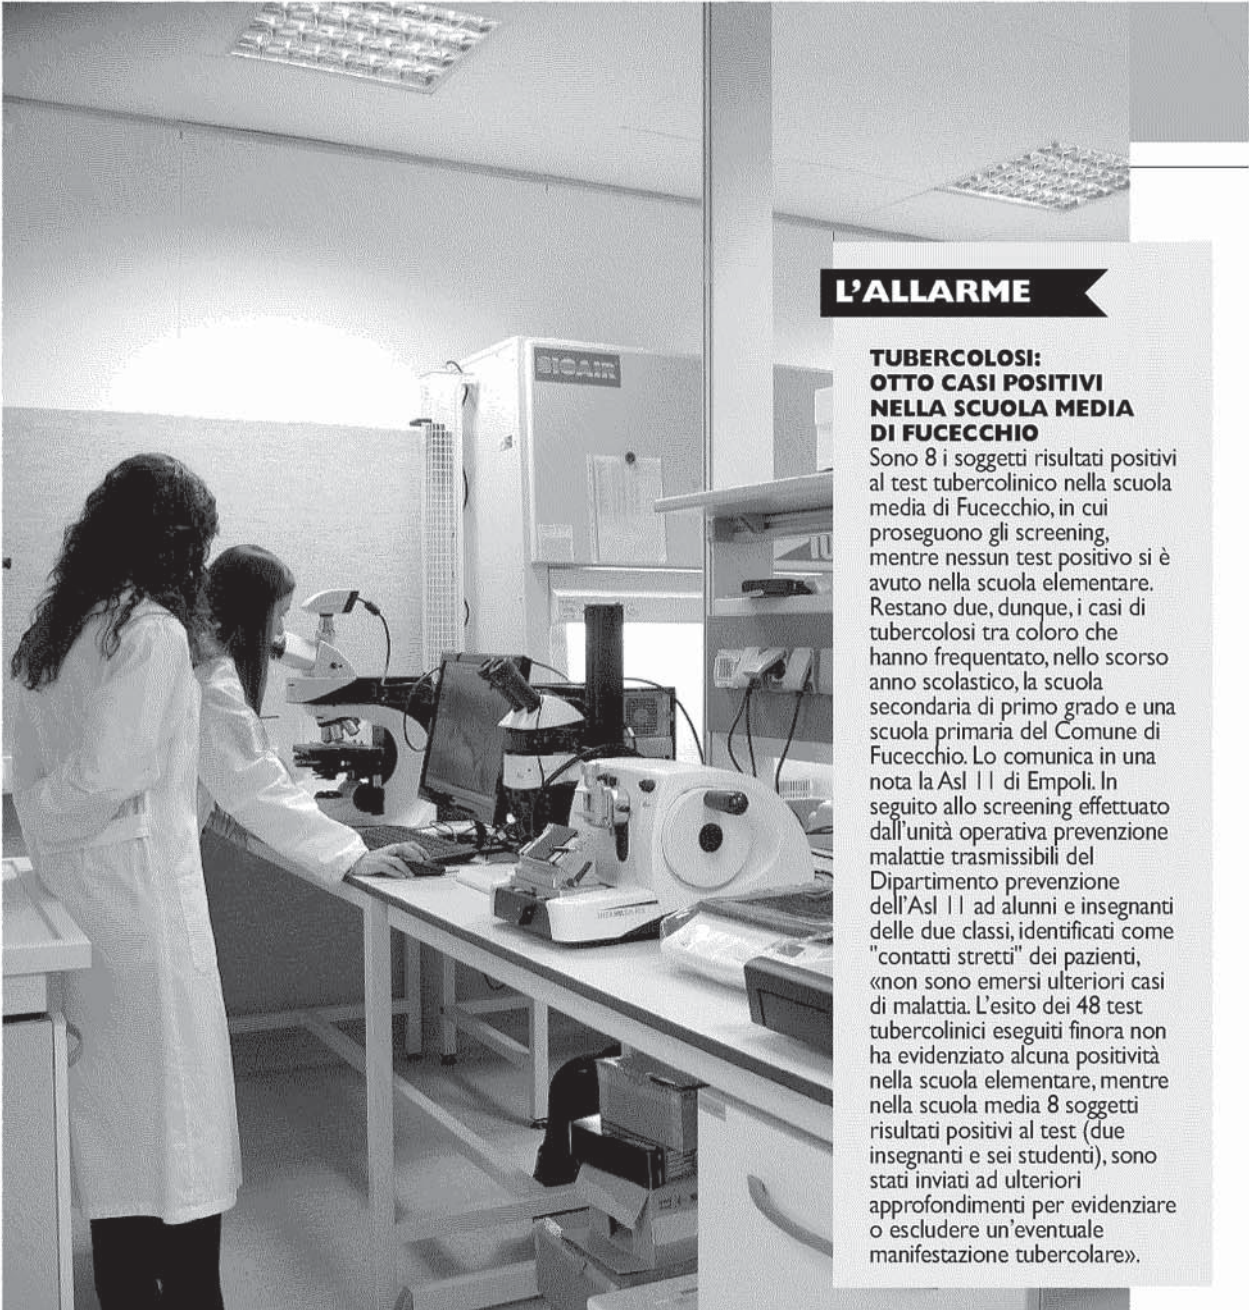 L'ALLARME
TUBERCOLOSI:
OTTO CASI POSITIVI
NELLA SCUOLA MEDIA
DI FUCECCHIO
Sono 8 i soggetti risultati positivi
al test tubercolinico nella scuola
media di Fucecchio, in cui
proseguono gli screening,
mentre nessun test positivo si è
avuto nella scuola elementare.
Restano due, dunque, i casi di
tubercolosi tra coloro che
hanno frequentato, nello scorso
anno scolastico, la scuola
secondaria di primo grado e una
scuola primaria del Comune di
Fucecchio. Lo comunica in una
nota la Asl 11 di Empoli. In
seguito allo screening effettuato
dall'unità operativa prevenzione
malattie trasmissibili del
Dipartimento prevenzione
dell'Asl 11 ad alunni e insegnanti
delle due classi, identificati come
"contatti stretti" dei pazienti,
«non sono emersi ulteriori casi
di malattia. L'esito dei 48 test
tubercolinici eseguiti finora non
ha evidenziato alcuna positività
nella scuola elementare, mentre
nella scuola media 8 soggetti
risultati positivi al test (due
insegnanti e sei studenti), sono
stati inviati ad ulteriori
approfondimenti per evidenziare
o escludere un'eventuale
manifestazione tubercolare».
BIOAIR